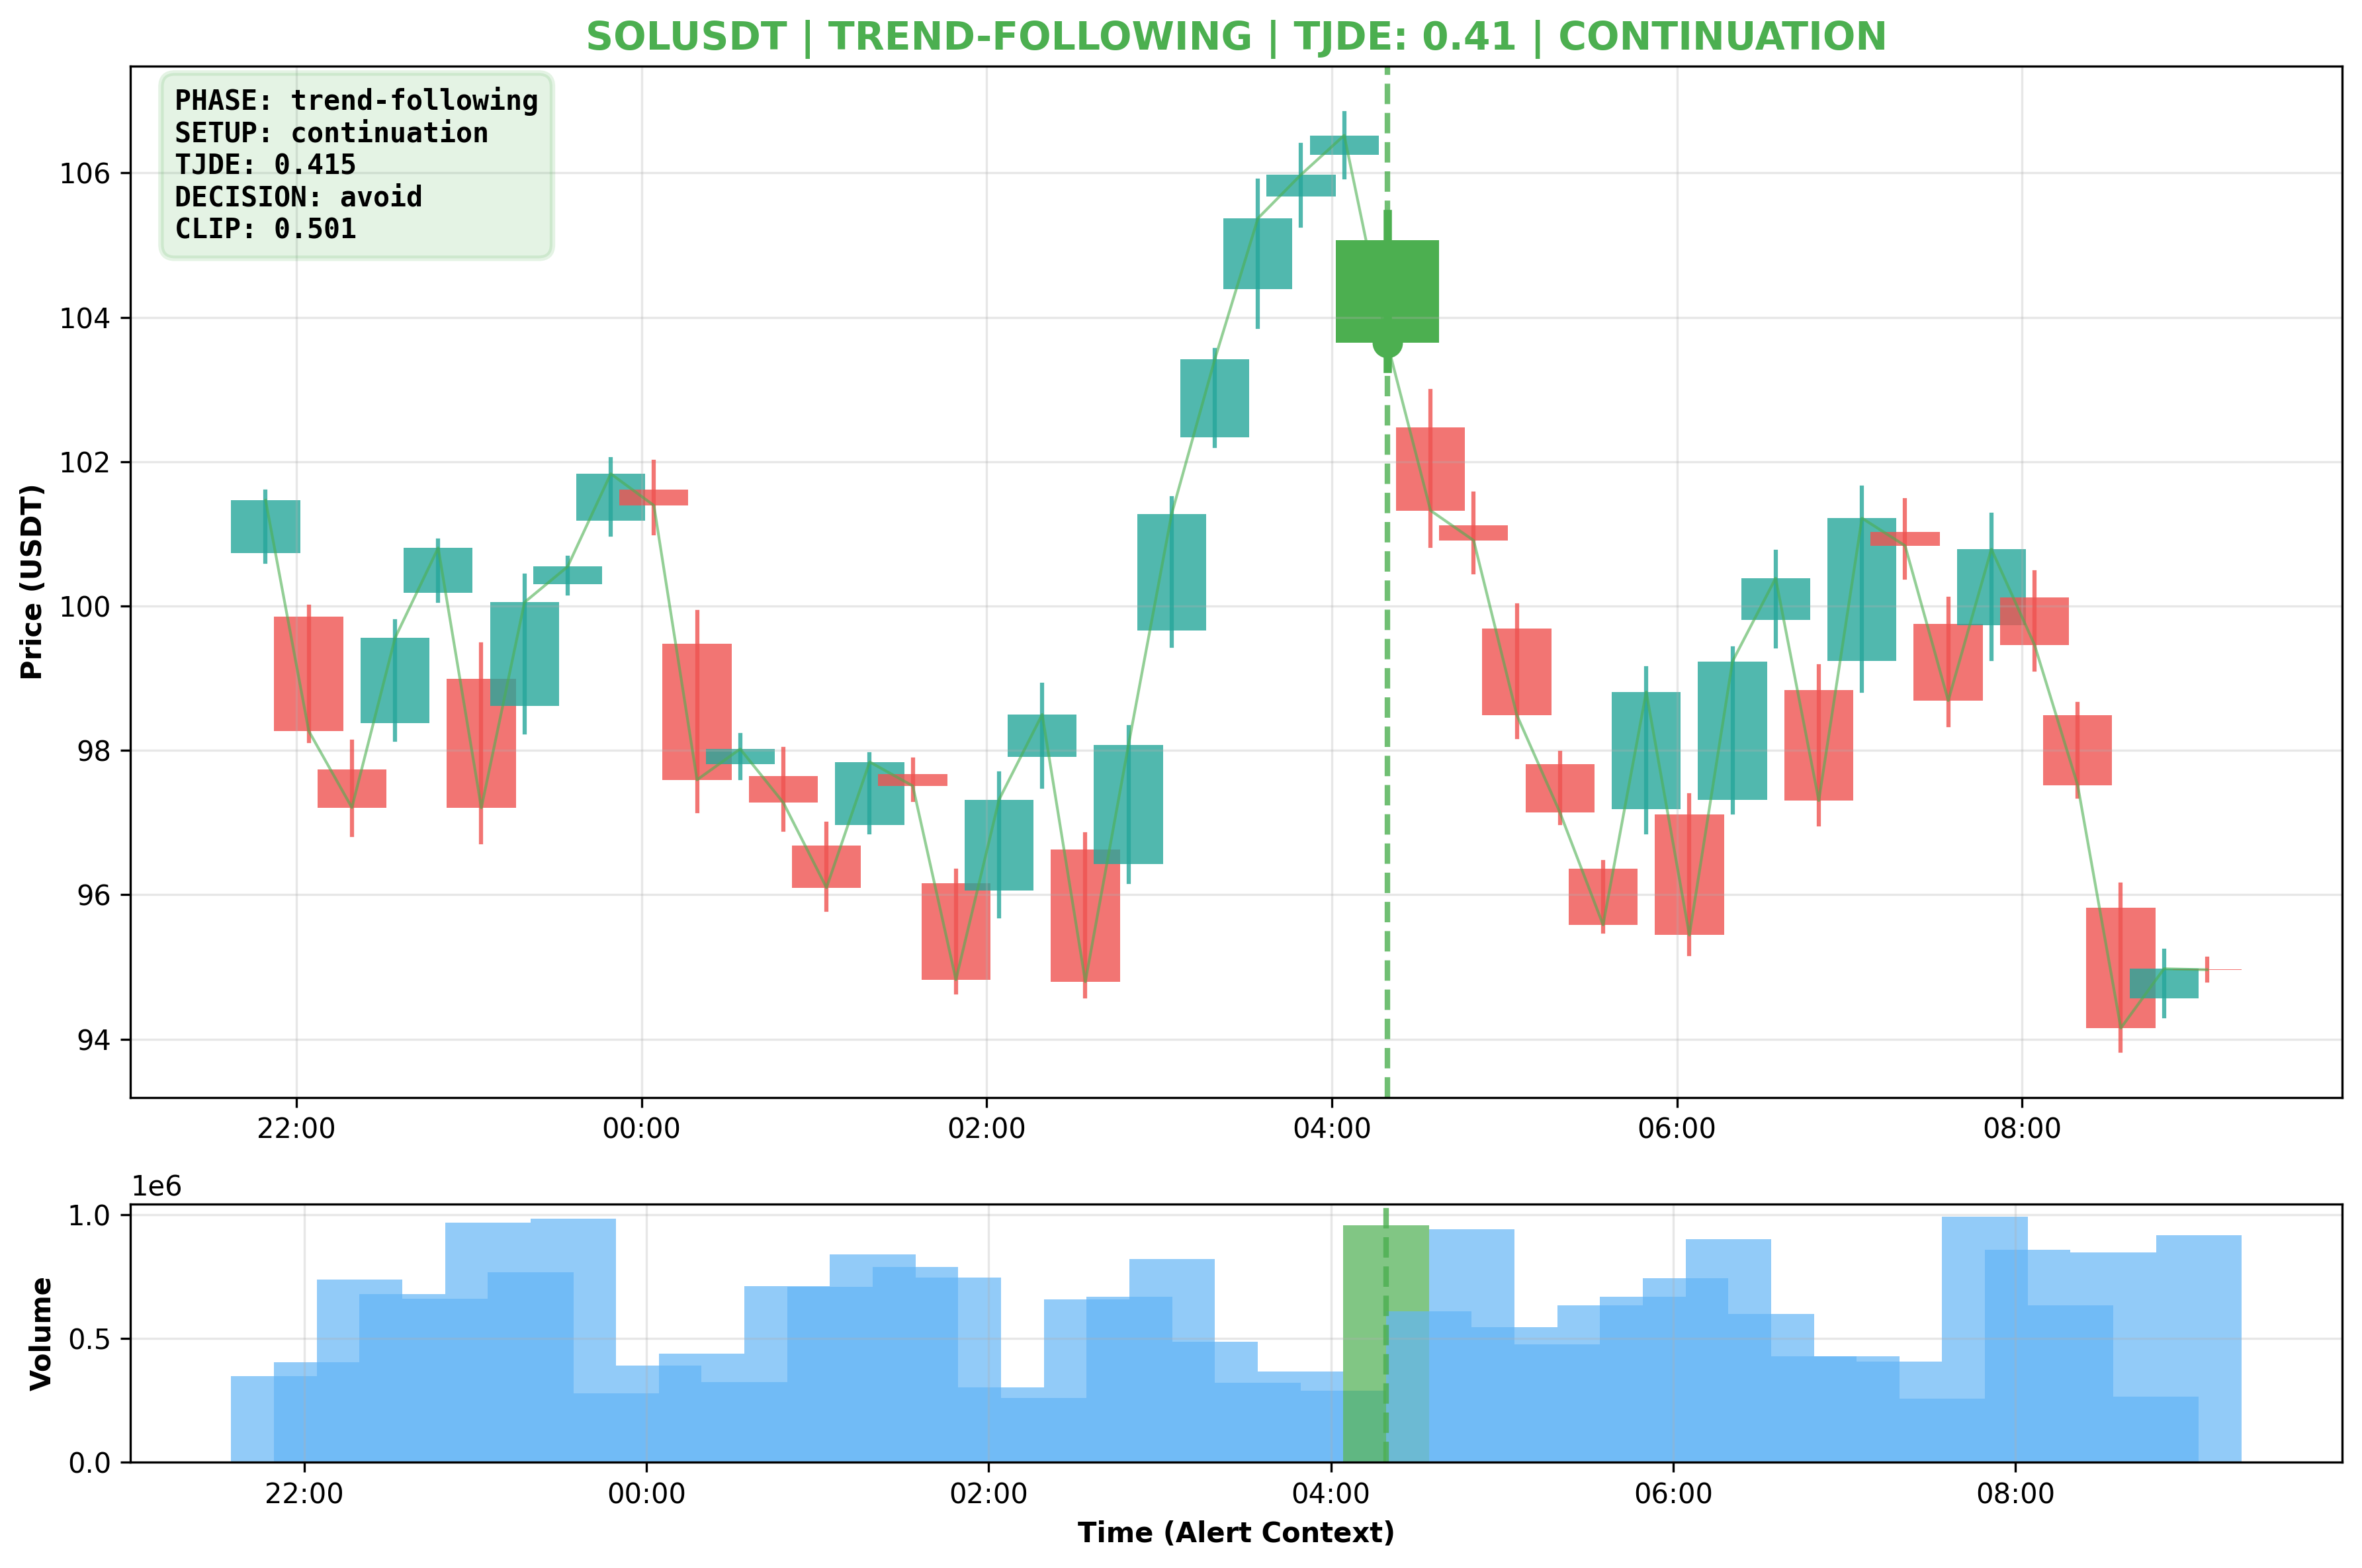 SOLUSDT | TREND-FOLLOWING | TJDE: 0.41 | CONTINUATION
PHASE: trend-following
SETUP: continuation
TJDE: 0.415
DECISION: avoid
CLIP: 0.501
Price (USDT)
106
104
102
100
98
96
94
22:00 00:00 02:00 04:00 06:00 08:00
1e6
Volume
1.0
0.5
0.0
22:00 00:00 02:00 04:00 06:00 08:00
Time (Alert Context)